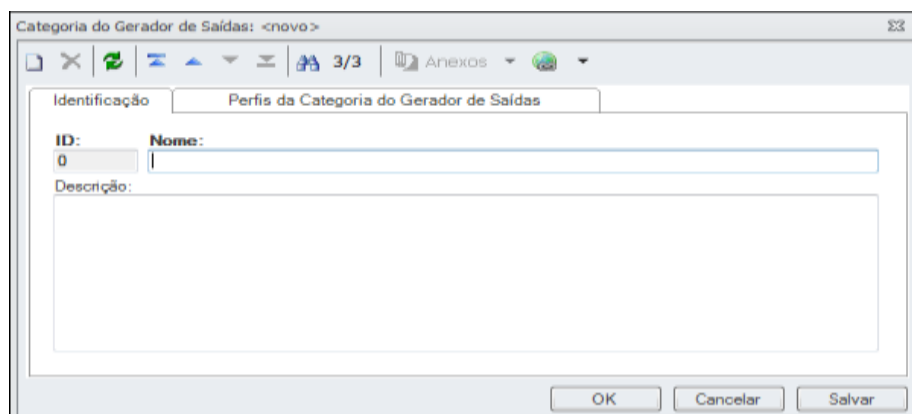 Categoria do Gerador de Saídas: <novo>
3/3 Anexos
Identificação Perfis da Categoria do Gerador de Saídas
ID: Nome:
0
Descrição:
OK Cancelar Salvar